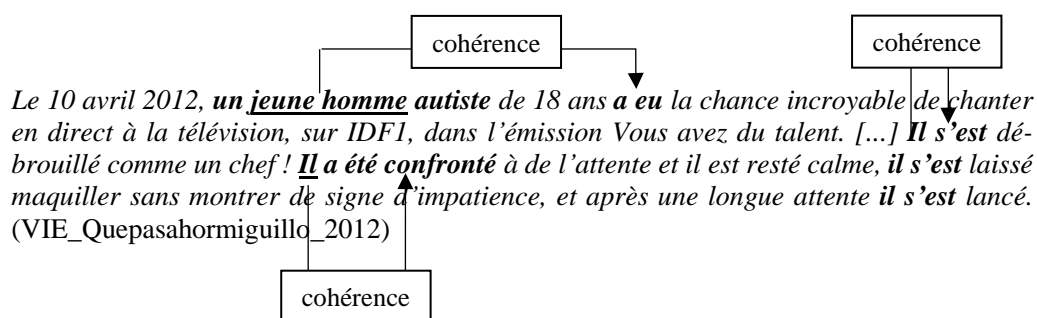 cohérence
cohérence
Le 10 avril 2012, un jeune homme autiste de 18 ans a eu la chance incroyable de chanter
en direct à la télévision, sur IDF1, dans l’émission Vous avez du talent. [...] Il s’est dé-
brouillé comme un chef ! Il a été confronté à de l’attente et il est resté calme, il s’est laissé
maquiller sans montrer de signe d’impatience, et après une longue attente il s’est lancé.
(VIE_Quepasahormiguillo_2012)
cohérence